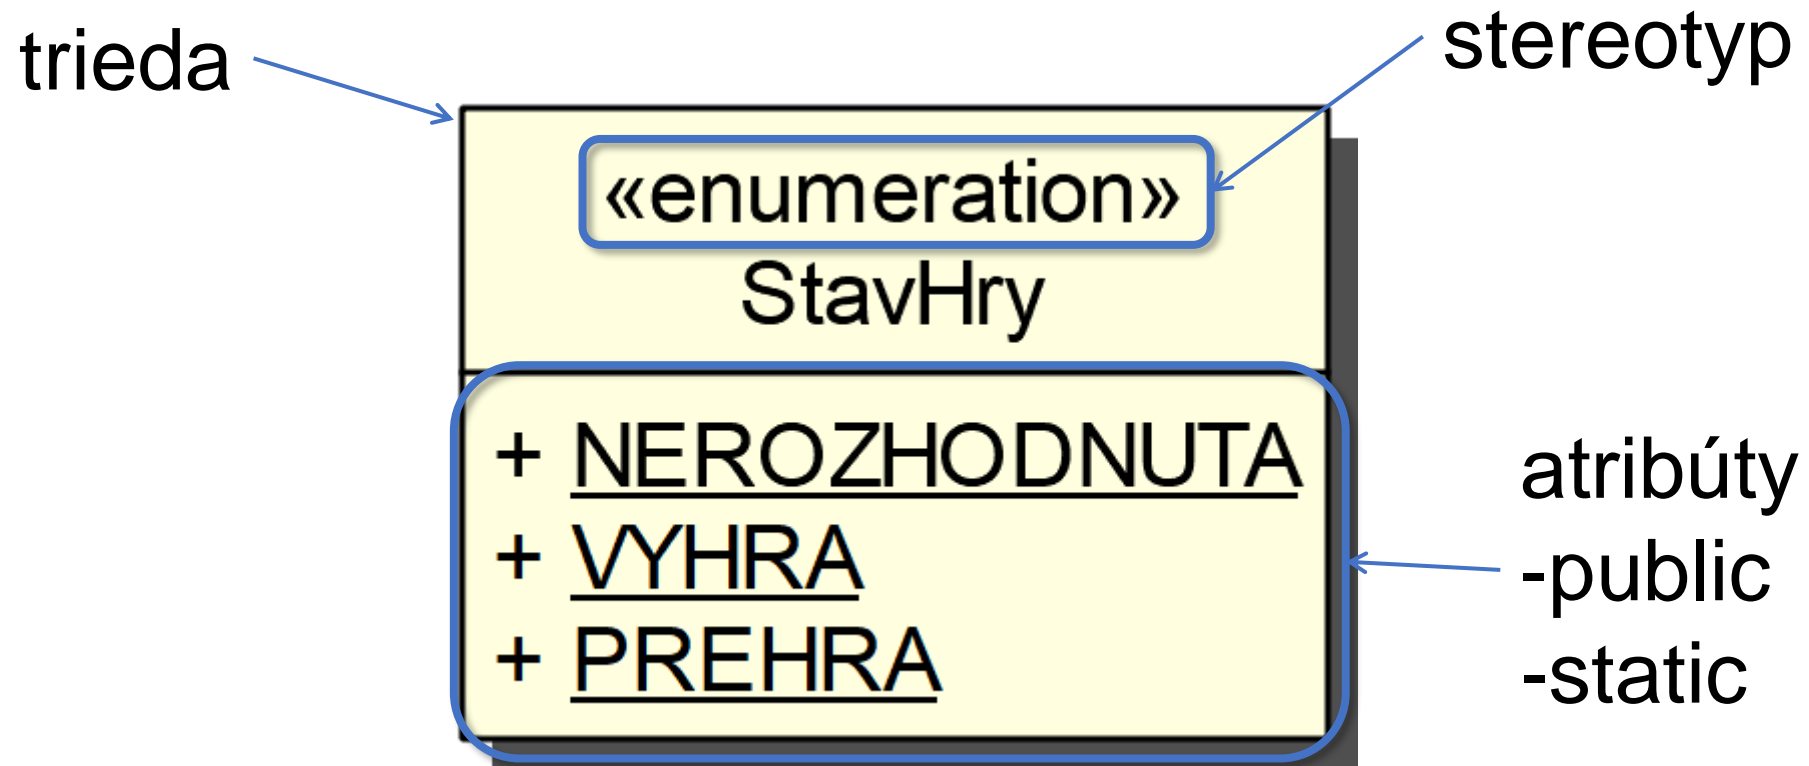 trieda
stereotyp
«enumeration»
StavHry
+ NEROZHODNUTA
+ VYHRA
+ PREHRA
atribúty
-public
-static